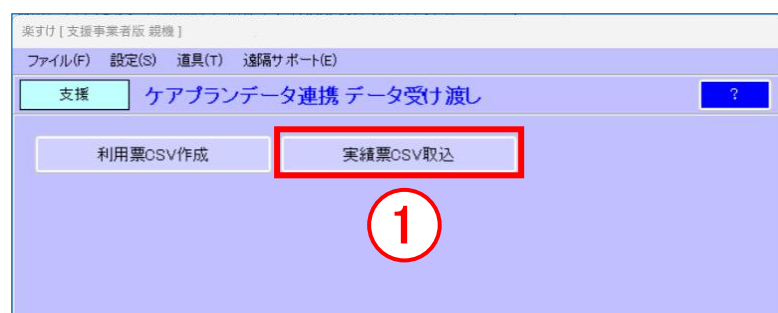 楽すけ [ 支援事業者版 親機 ]
ファイル(F) 設定(S) 道具(T) 遠隔サポート(E)
支援 ケアプランデータ連携 データ受け渡し ?
利用票CSV作成 実績票CSV取込
1